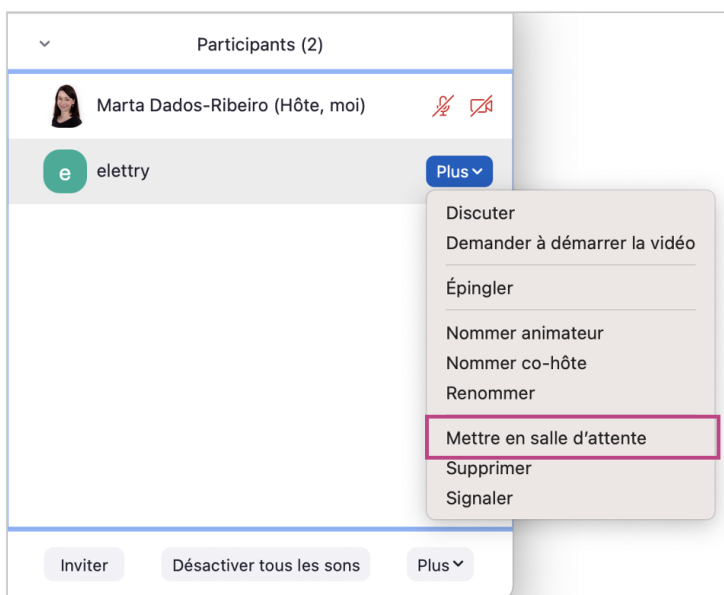 Participants (2)
Marta Dados-Ribeiro (Hôte, moi)
e elettry Plus
Discuter
Demander à démarrer la vidéo
Épingler
Nommer animateur
Nommer co-hôte
Renommer
Mettre en salle d'attente
Supprimer
Signaler
Inviter Désactiver tous les sons Plus